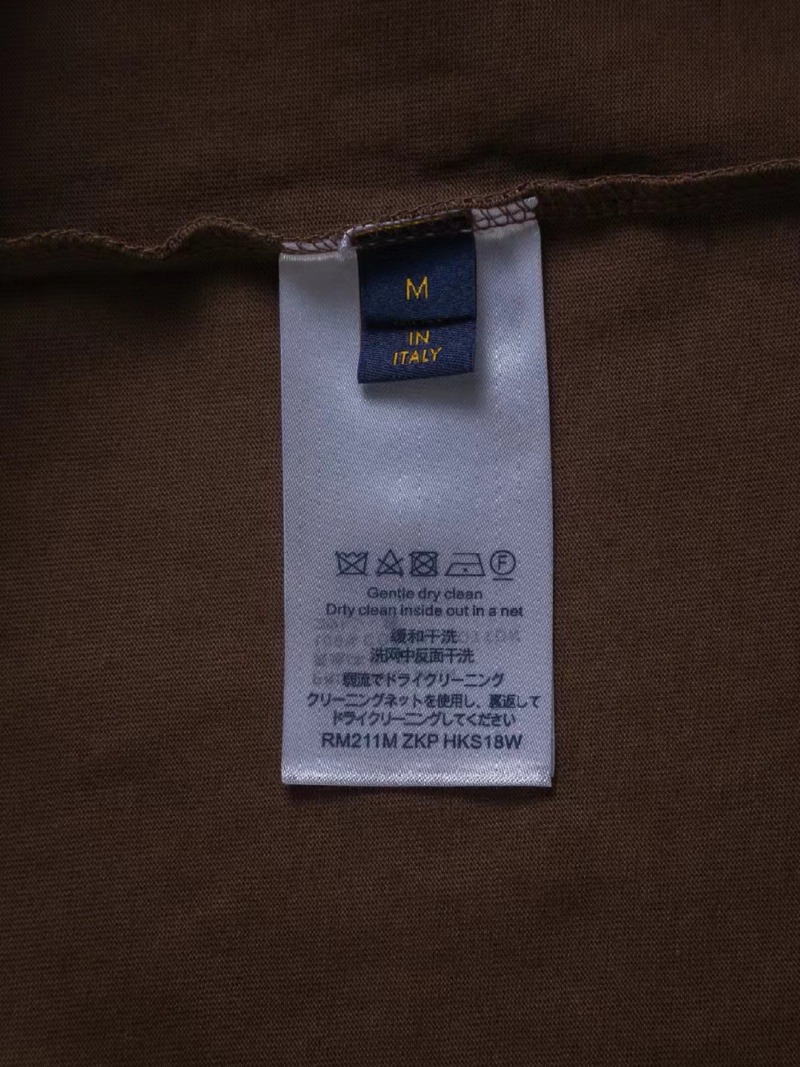 M
IN
ITALY
F
Gentle dry clean
Drty clean inside out in a net
缓和干洗
洗网中反面干洗
弱流でドライクリーニング
クリーニングネットを使用し、裏返して
ドライクリーニングしてください
RM211M ZKP HKS18W